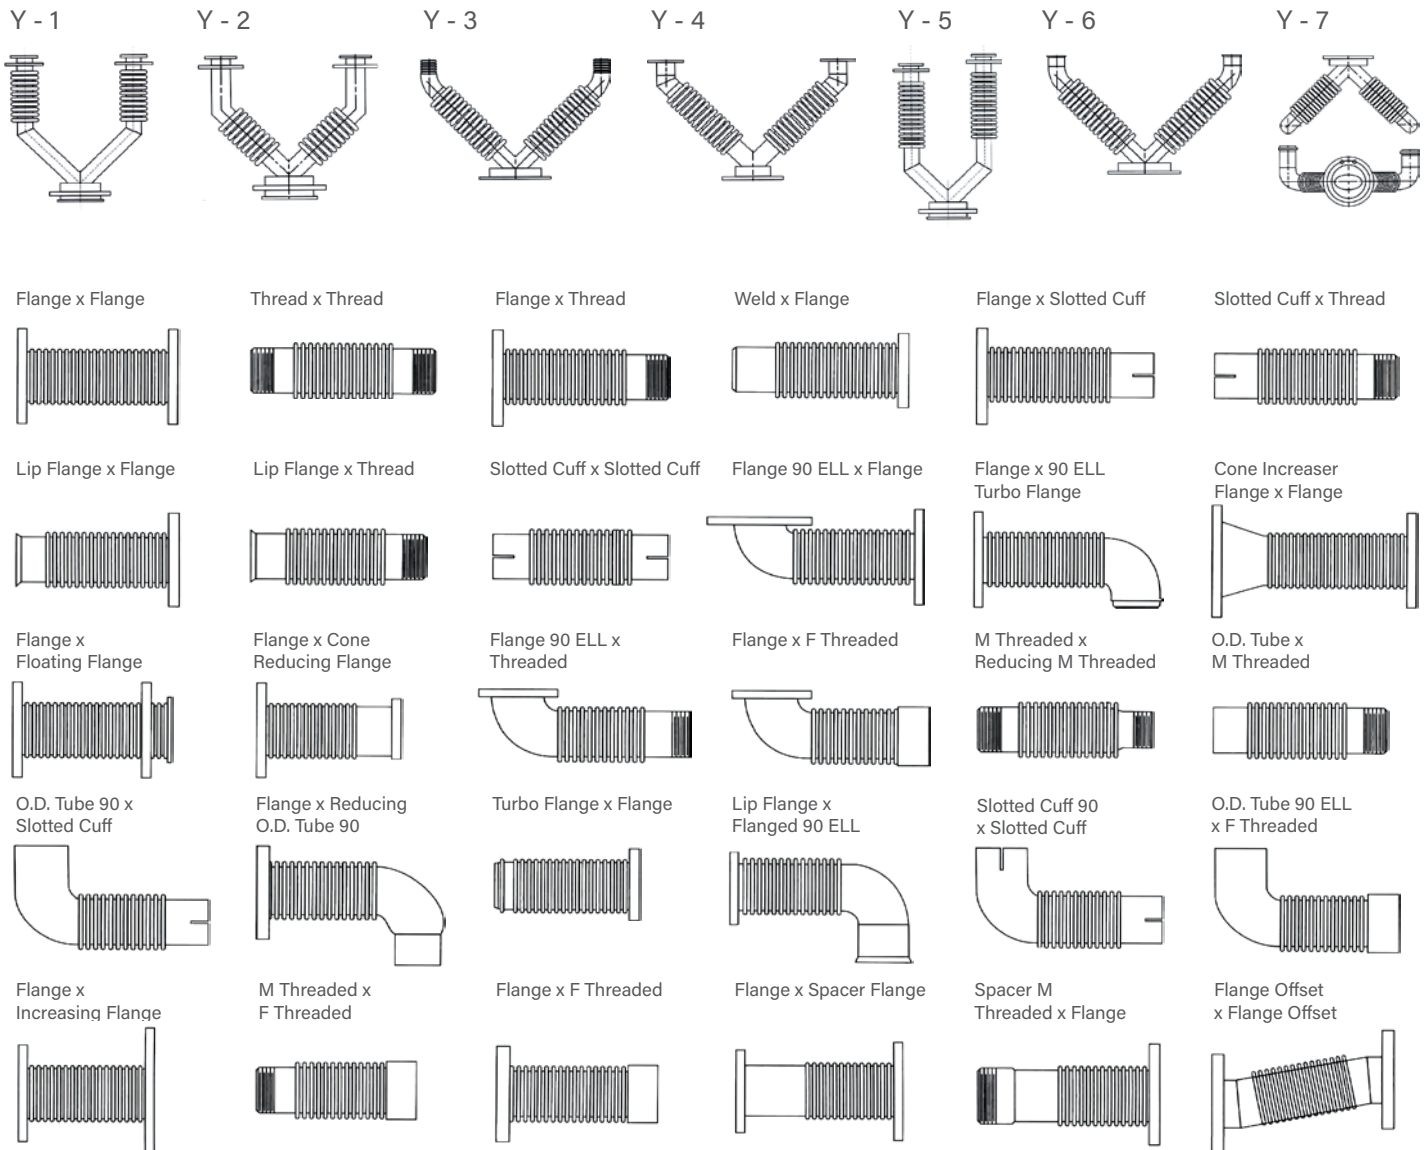 Y - 1
Y - 2
Y - 3
Y - 4
Y - 5
Y - 6
Y - 7
Flange x Flange
Thread x Thread
Flange x Thread
Weld x Flange
Flange x Slotted Cuff
Slotted Cuff x Thread
Lip Flange x Flange
Lip Flange x Thread
Slotted Cuff x Slotted Cuff
Flange 90 ELL x Flange
Flange x 90 ELL
Turbo Flange
Cone Increaser
Flange x Flange
Flange x
Floating Flange
Flange x Cone
Reducing Flange
Flange 90 ELL x
Threaded
Flange x F Threaded
M Threaded x
Reducing M Threaded
O.D. Tube x
M Threaded
O.D. Tube 90 x
Slotted Cuff
Flange x Reducing
O.D. Tube 90
Turbo Flange x Flange
Lip Flange x
Flanged 90 ELL
Slotted Cuff 90
x Slotted Cuff
O.D. Tube 90 ELL
x F Threaded
Flange x
Increasing Flange
M Threaded x
F Threaded
Flange x F Threaded
Flange x Spacer Flange
Spacer M
Threaded x Flange
Flange Offset
x Flange Offset